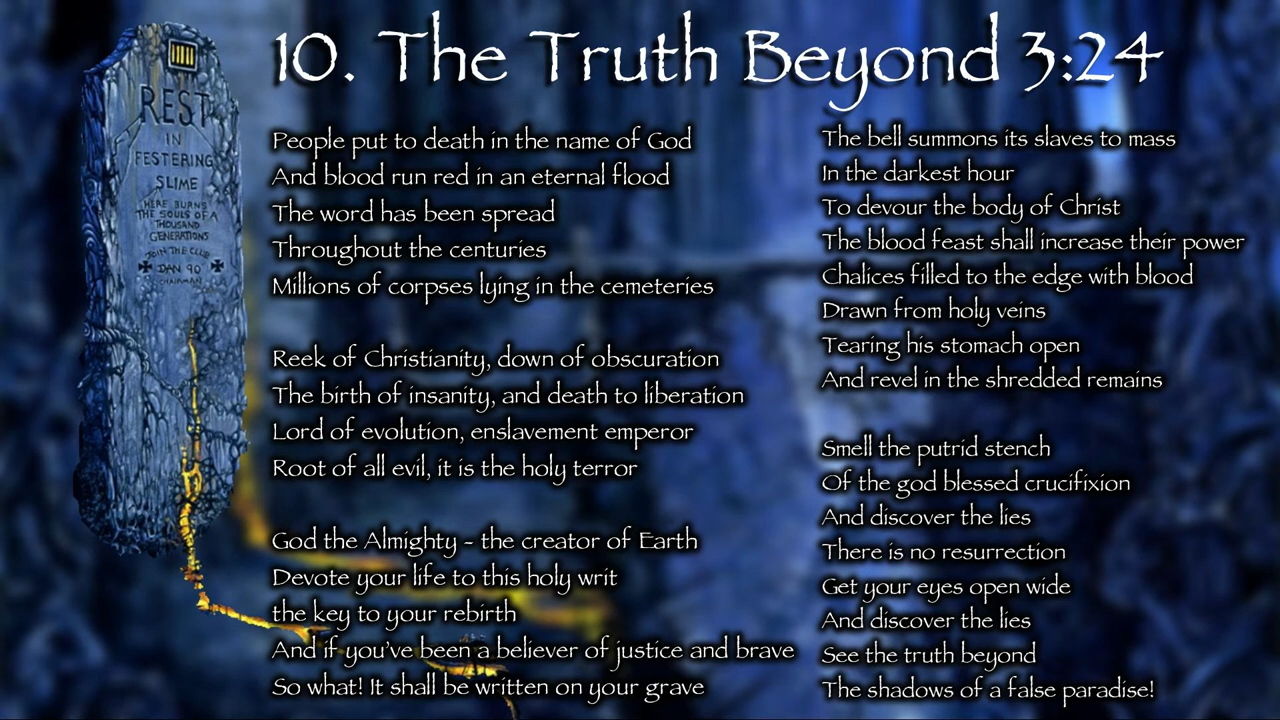 10. The Truth Beyond 3:24
REST
IN
FESTERING
SLIME
HERE BURNS
THE SOULS OF A
THOUSAND
GENERATIONS
JOIN THE CLUB
DAN 90
CHAIRMAN
People put to death in the name of God
And blood run red in an eternal flood
The word has been spread
Throughout the centuries
Millions of corpses lying in the cemeteries
Reek of Christianity, down of obscuration
The birth of insanity, and death to liberation
Lord of evolution, enslavement emperor
Root of all evil, it is the holy terror
God the Almighty - the creator of Earth
Devote your life to this holy writ
the key to your rebirth
And if you've been a believer of justice and brave
So what! It shall be written on your grave
The bell summons its slaves to mass
In the darkest hour
To devour the body of Christ
The blood feast shall increase their power
Chalices filled to the edge with blood
Drawn from holy veins
Tearing his stomach open
And revel in the shredded remains
Smell the putrid stench
Of the god blessed crucifixion
And discover the lies
There is no resurrection
Get your eyes open wide
And discover the lies
See the truth beyond
The shadows of a false paradise!